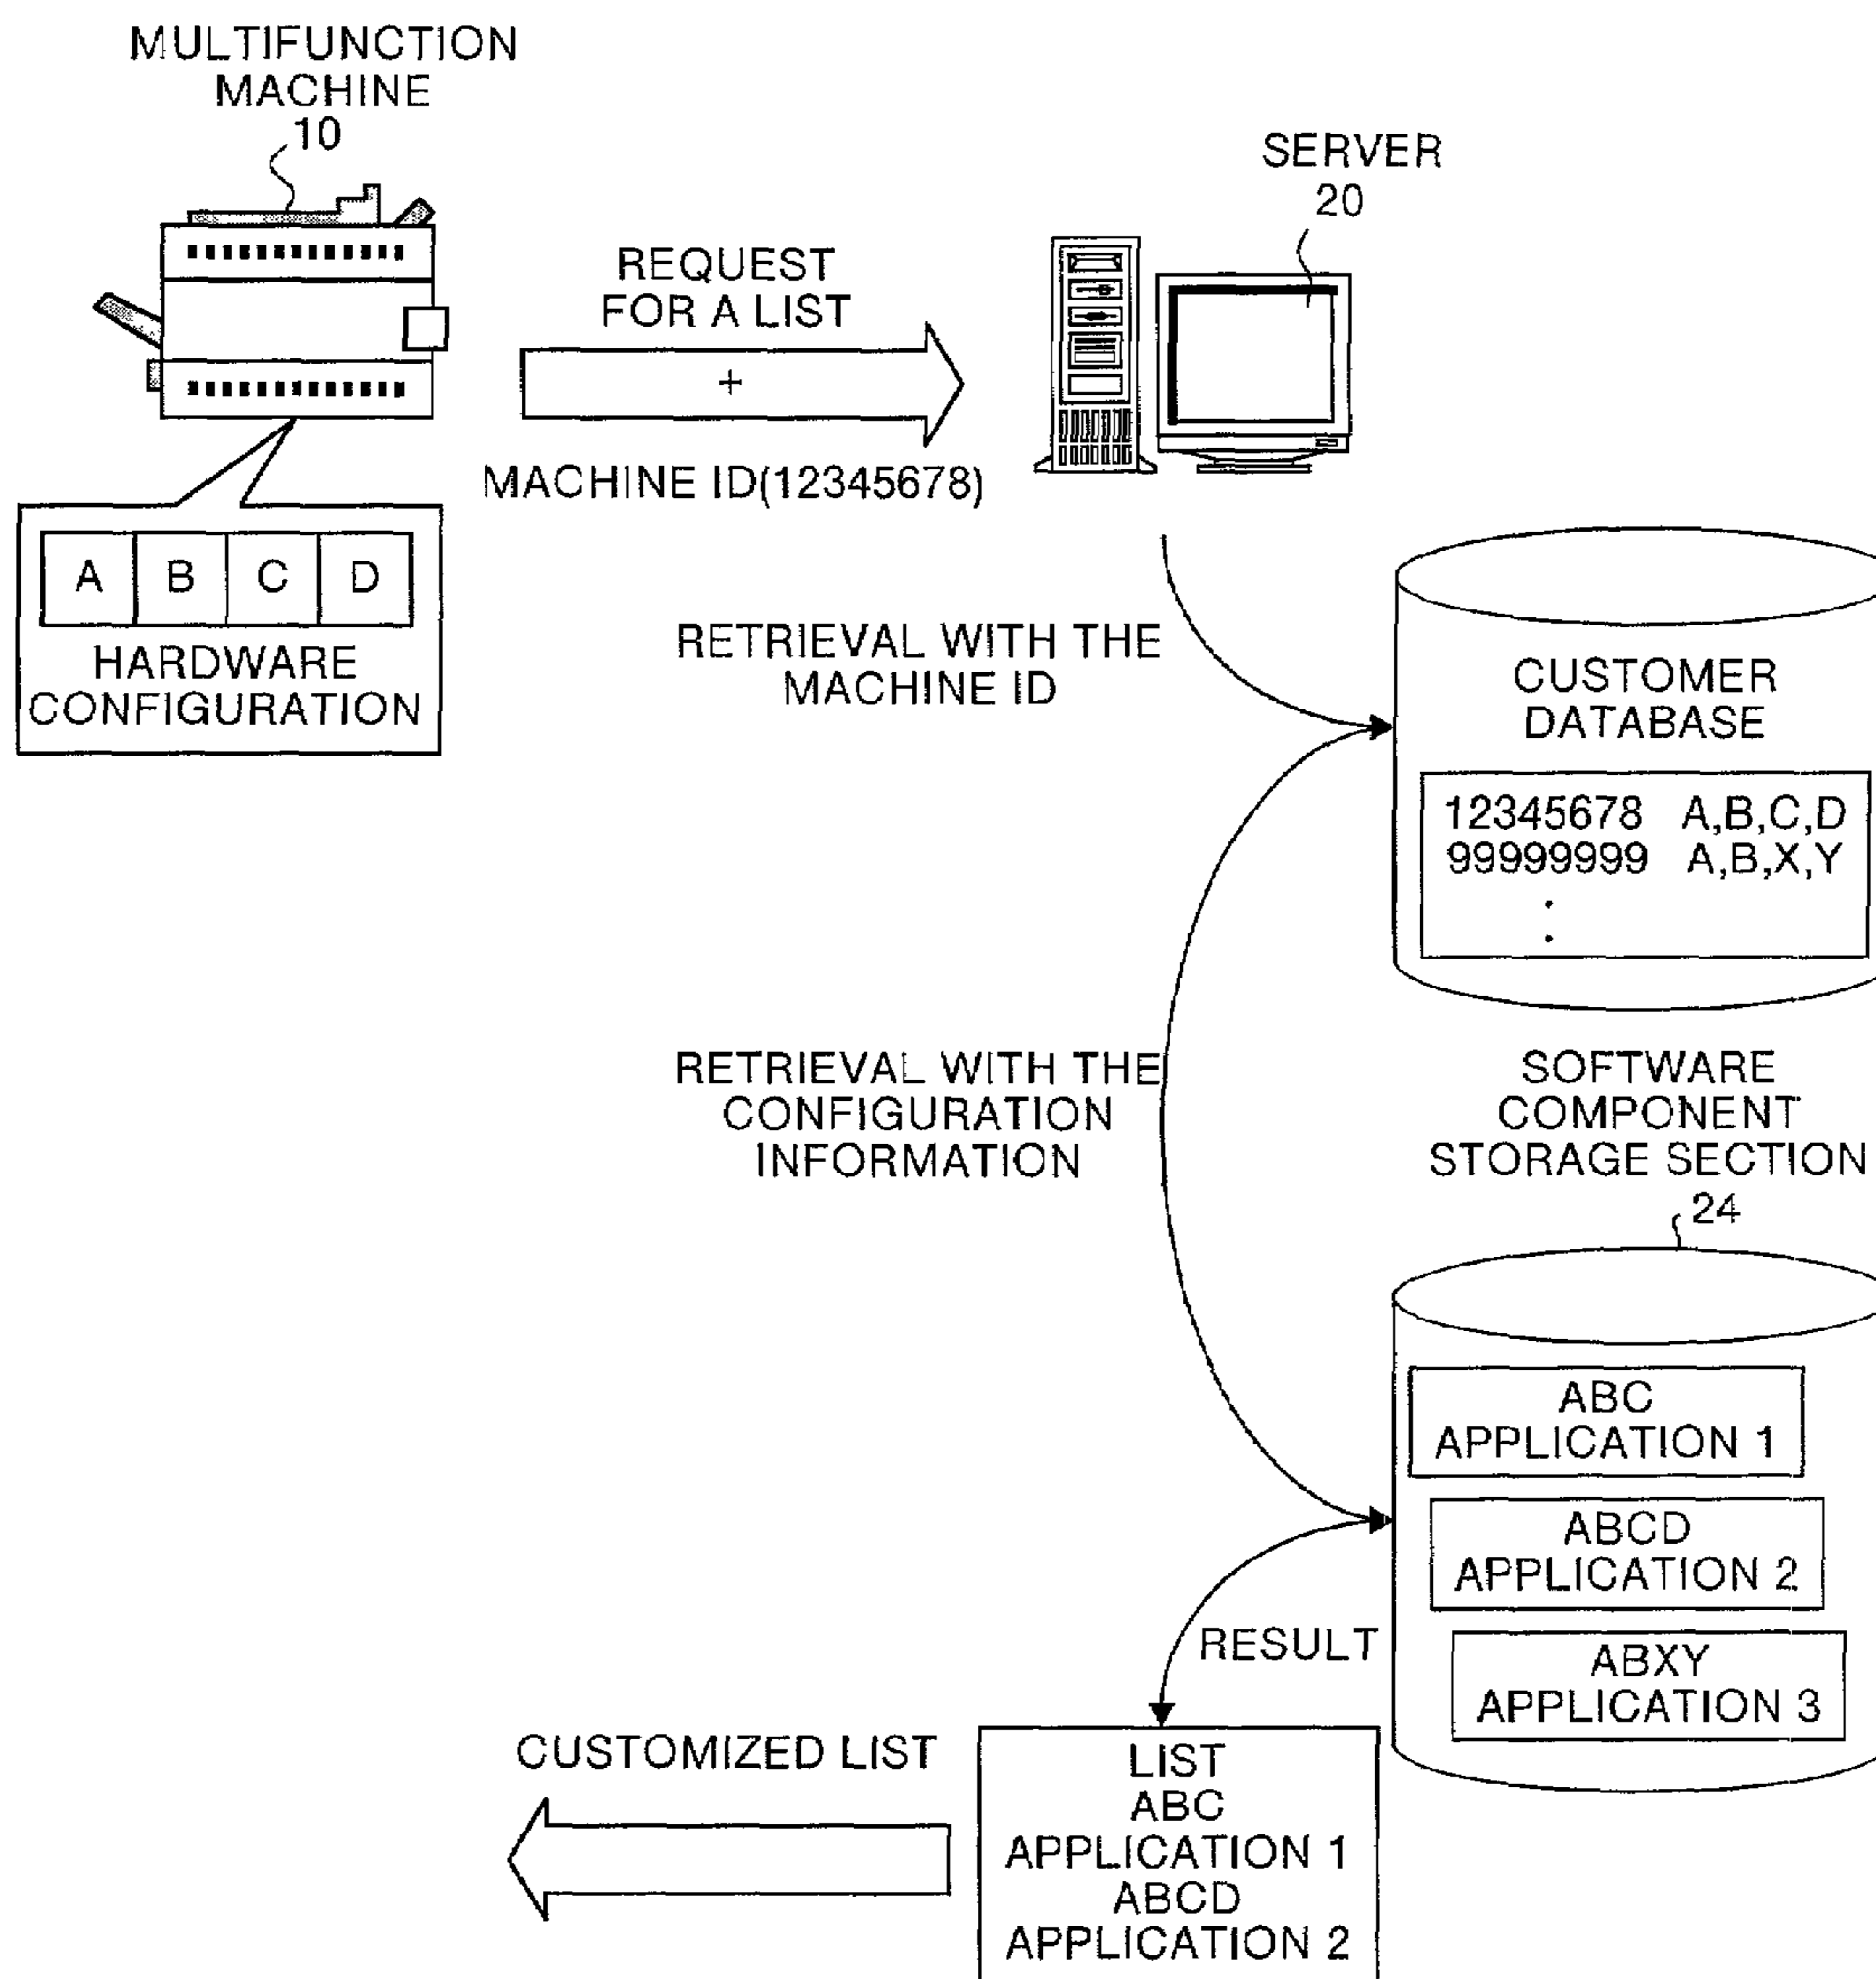 MULTIFUNCTION
MACHINE
10
SERVER
20
REQUEST
FOR A LIST
+
MACHINE ID(12345678)
A B C D
HARDWARE
CONFIGURATION
RETRIEVAL WITH THE
MACHINE ID
CUSTOMER
DATABASE
12345678 A,B,C,D
99999999 A,B,X,Y
RETRIEVAL WITH THE
CONFIGURATION
INFORMATION
SOFTWARE
COMPONENT
STORAGE SECTION
24
ABC
APPLICATION 1
ABCD
APPLICATION 2
ABXY
APPLICATION 3
RESULT
CUSTOMIZED LIST
LIST
ABC
APPLICATION 1
ABCD
APPLICATION 2